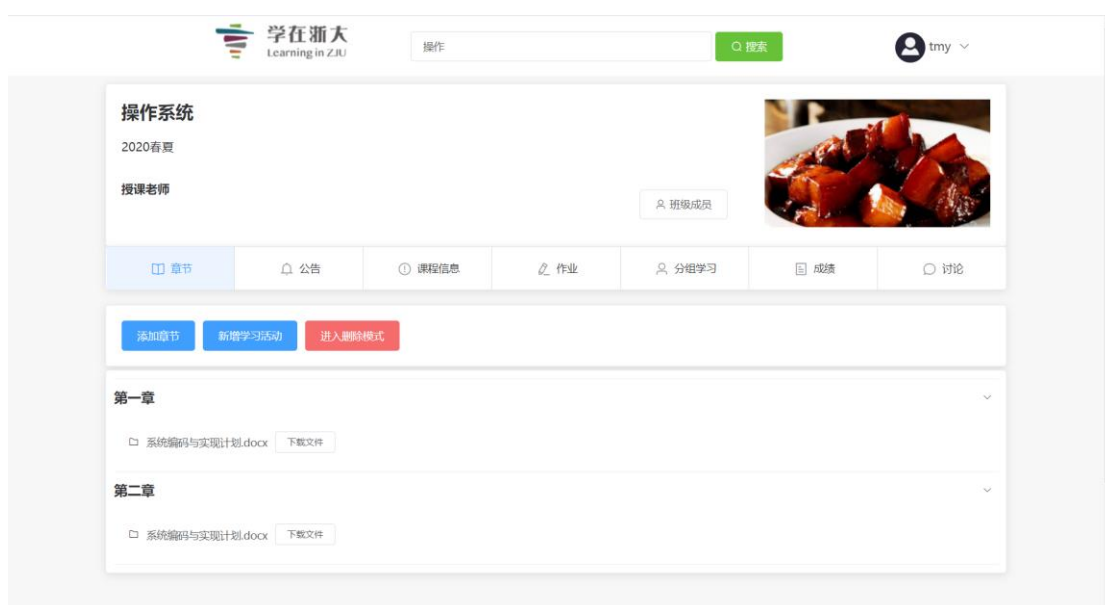 学在浙大
Learning in ZJU
操作
搜索
tmy
操作系统
2020春夏
授课老师
班级成员
章节
公告
课程信息
作业
分组学习
成绩
讨论
添加章节
新增学习活动
进入删除模式
第一章
系统编码与实现计划.docx 下载文件
第二章
系统编码与实现计划.docx 下载文件